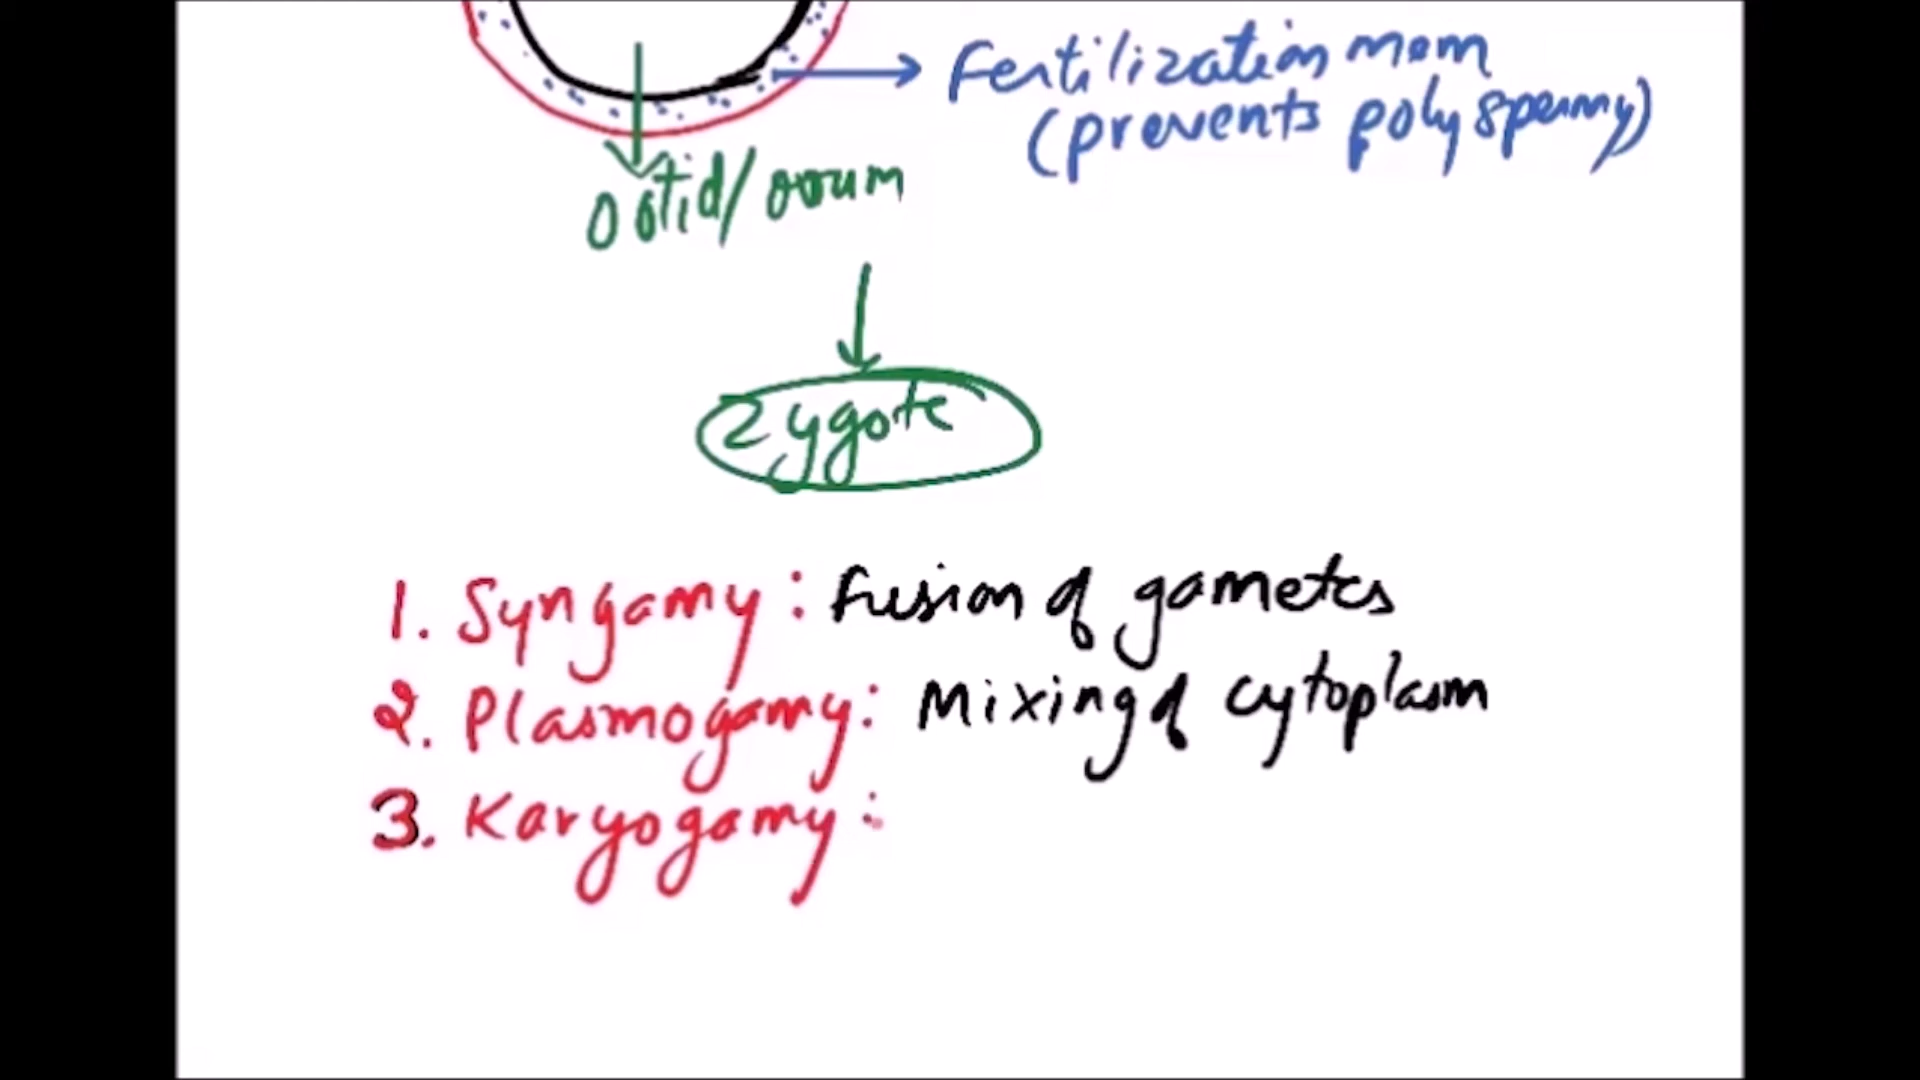 Fertilization mem
(prevents polyspermy)
Ootid/ovum
Zygote
1. Syngamy: Fusion of gametes
2. Plasmogamy: Mixing of cytoplasm
3. Karyogamy: